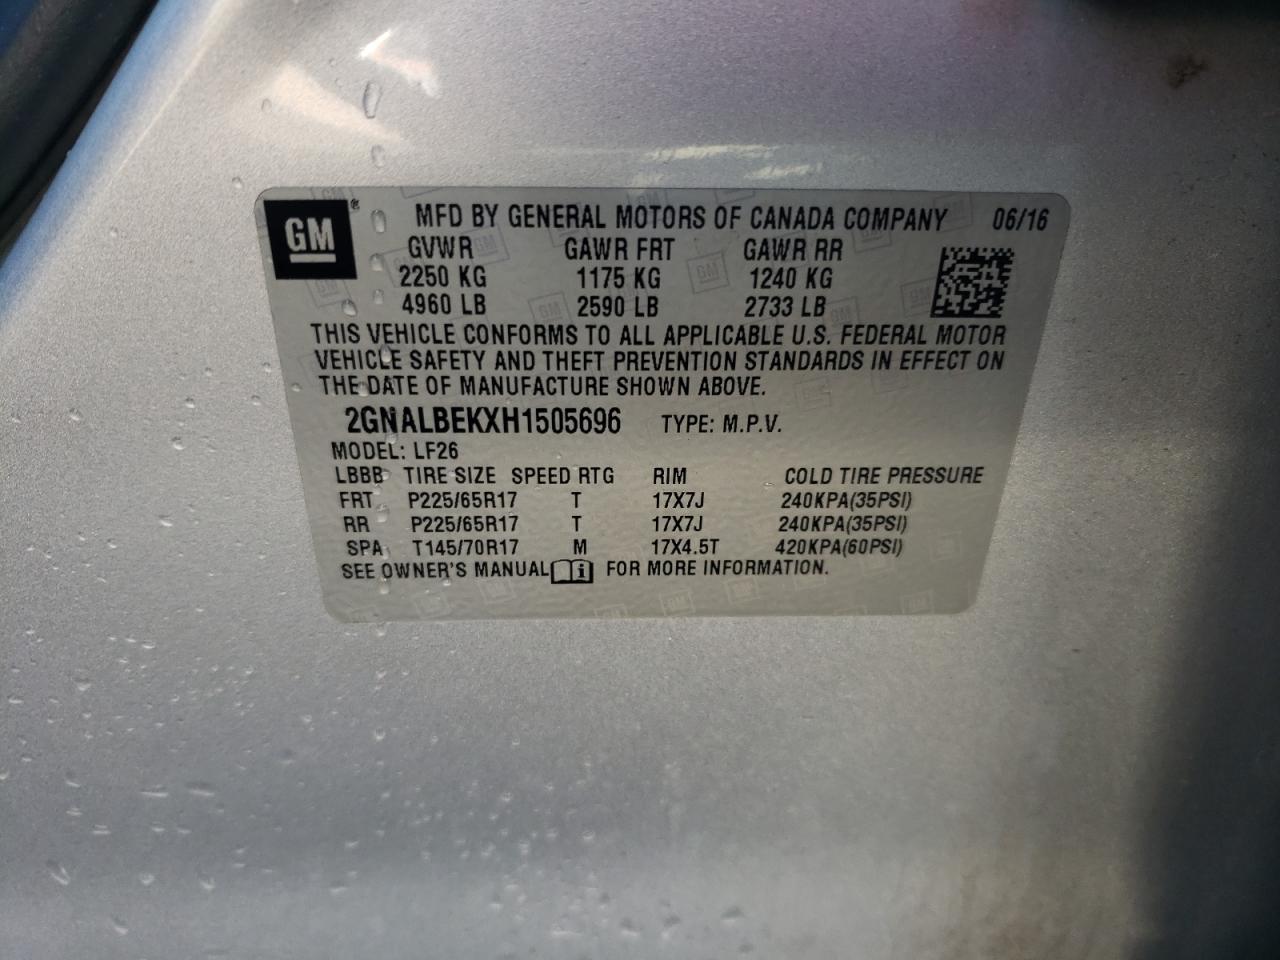 GM ® MFD BY GENERAL MOTORS OF CANADA COMPANY 06/16
GVWR GAWR FRT GAWR RR
2250 KG 1175 KG 1240 KG
4960 LB 2590 LB 2733 LB
THIS VEHICLE CONFORMS TO ALL APPLICABLE U.S. FEDERAL MOTOR
VEHICLE SAFETY AND THEFT PREVENTION STANDARDS IN EFFECT ON
THE DATE OF MANUFACTURE SHOWN ABOVE.
2GNALBEKXH1505696 TYPE: M.P.V.
MODEL: LF26
LBBB TIRE SIZE SPEED RTG RIM COLD TIRE PRESSURE
FRT P225/65R17 T 17X7J 240KPA(35PSI)
RR P225/65R17 T 17X7J 240KPA(35PSI)
SPA T145/70R17 M 17X4.5T 420KPA(60PSI)
SEE OWNER'S MANUAL i FOR MORE INFORMATION.